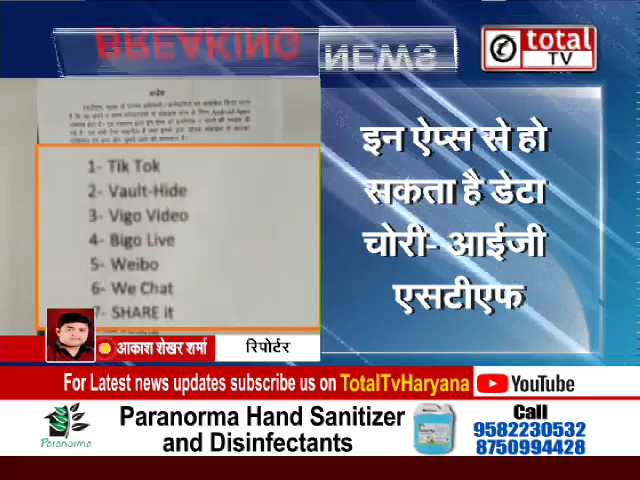 BREAKING NEWS
total
TV
आदेश
1- Tik Tok
2- Vault-Hide
3- Vigo Video
4- Bigo Live
5- Weibo
6- We Chat
7- SHARE it
इन ऐप्स से हो
सकता है डेटा
चोरी- आईजी
एसटीएफ
आकाश शेखर शर्मा
रिपोर्टर
For Latest news updates subscribe us on TotalTvHaryana YouTube
Paranorma
Paranorma Hand Sanitizer
and Disinfectants
Call
9582230532
8750994428